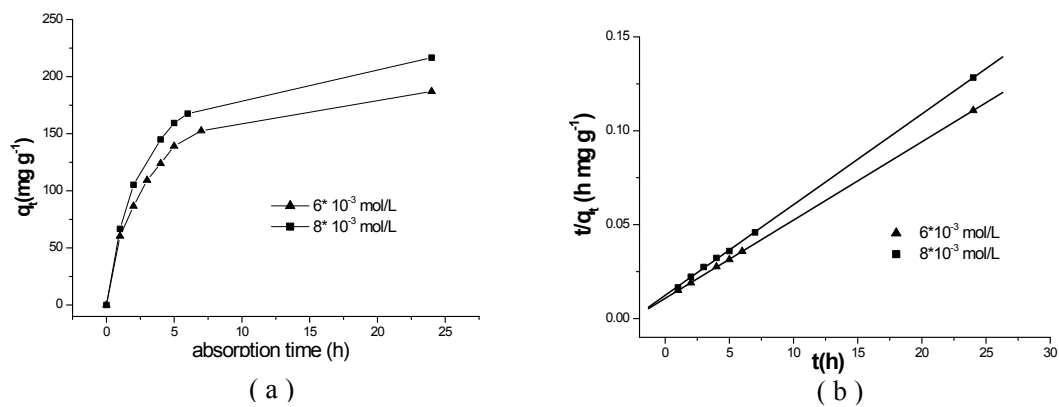 250
200
150
100
50
0
qt(mg g-1)
6* 10-3 mol/L
8* 10-3 mol/L
0 5 10 15 20 25
absorption time (h)
( a )
0.15
0.10
0.05
0.00
t/qt (h mg g-1)
6*10-3 mol/L
8*10-3 mol/L
0 5 10 15 20 25 30
t(h)
( b )